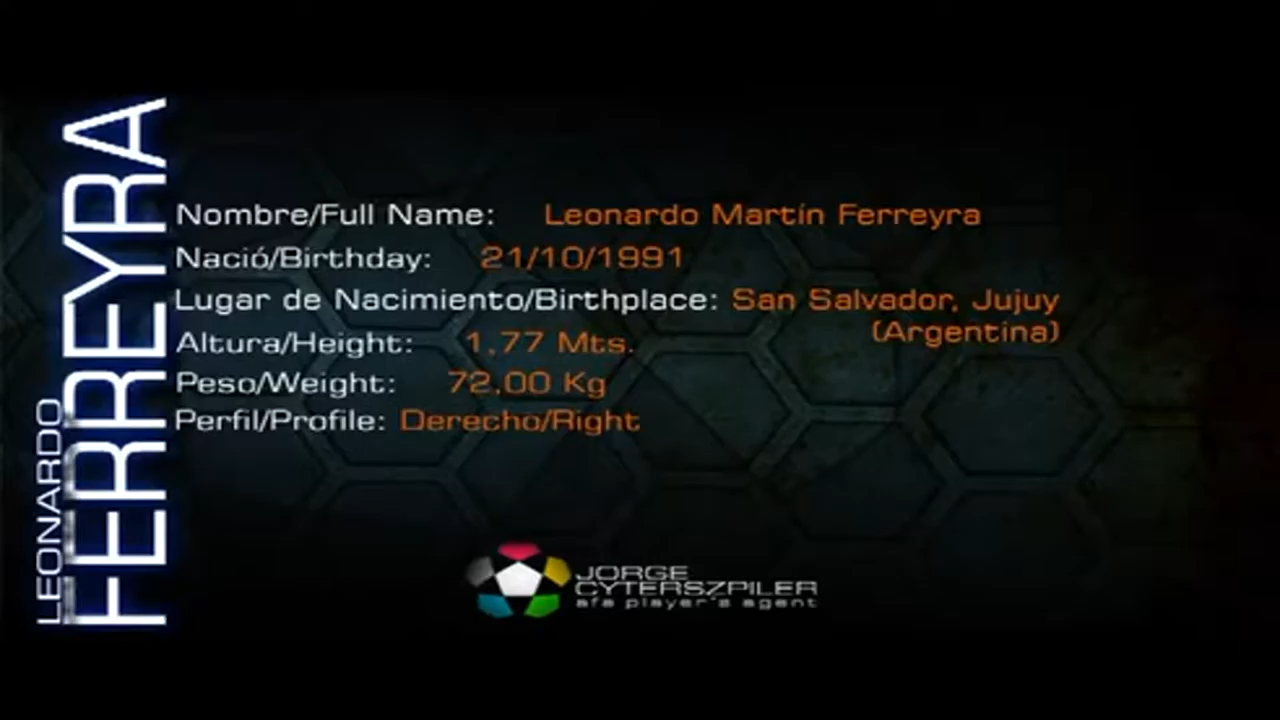 LEONARDO
FERREYRA
Nombre/Full Name: Leonardo Martín Ferreyra
Nació/Birthday: 21/10/1991
Lugar de Nacimiento/Birthplace: San Salvador, Jujuy
(Argentina)
Altura/Height: 1.77 Mts.
Peso/Weight: 72.00 Kg
Perfil/Profile: Derecho/Right
JORGE
CYTERSZPILER
afa player's agent